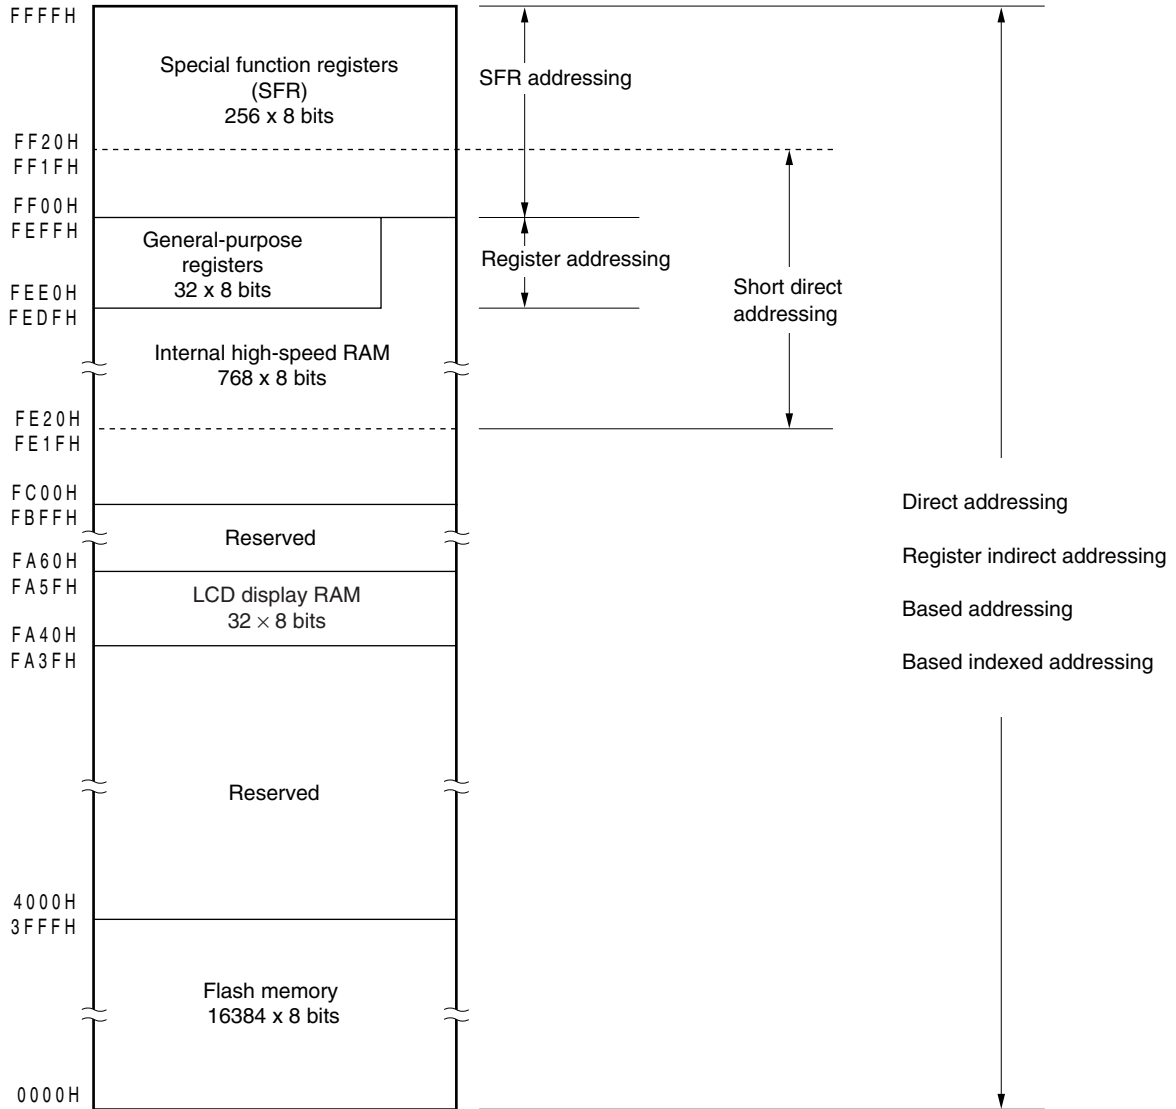 FFFFH
Special function registers
(SFR)
256 x 8 bits
SFR addressing
FF20H
FF1FH
FF00H
FEFFH
General-purpose
registers
32 x 8 bits
Register addressing
Short direct
addressing
FEE0H
FEDFH
Internal high-speed RAM
768 x 8 bits
FE20H
FE1FH
FC00H
FBFFH
Reserved
Direct addressing
Register indirect addressing
Based addressing
Based indexed addressing
FA60H
FA5FH
LCD display RAM
32 × 8 bits
FA40H
FA3FH
Reserved
4000H
3FFFH
Flash memory
16384 x 8 bits
0000H